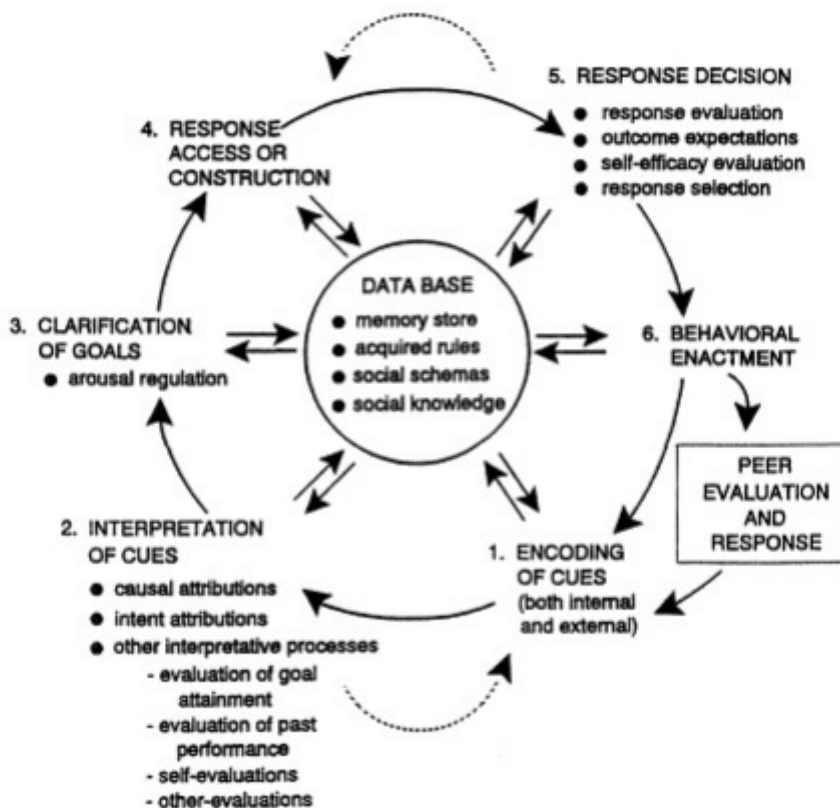 1. ENCODING
OF CUES
(both internal
and external)
2. INTERPRETATION
OF CUES
● causal attributions
● intent attributions
● other interpretative processes
- evaluation of goal
attainment
- evaluation of past
performance
- self-evaluations
- other-evaluations
3. CLARIFICATION
OF GOALS
● arousal regulation
4. RESPONSE
ACCESS OR
CONSTRUCTION
5. RESPONSE DECISION
● response evaluation
● outcome expectations
● self-efficacy evaluation
● response selection
6. BEHAVIORAL
ENACTMENT
PEER
EVALUATION
AND
RESPONSE
DATA BASE
● memory store
● acquired rules
● social schemas
● social knowledge